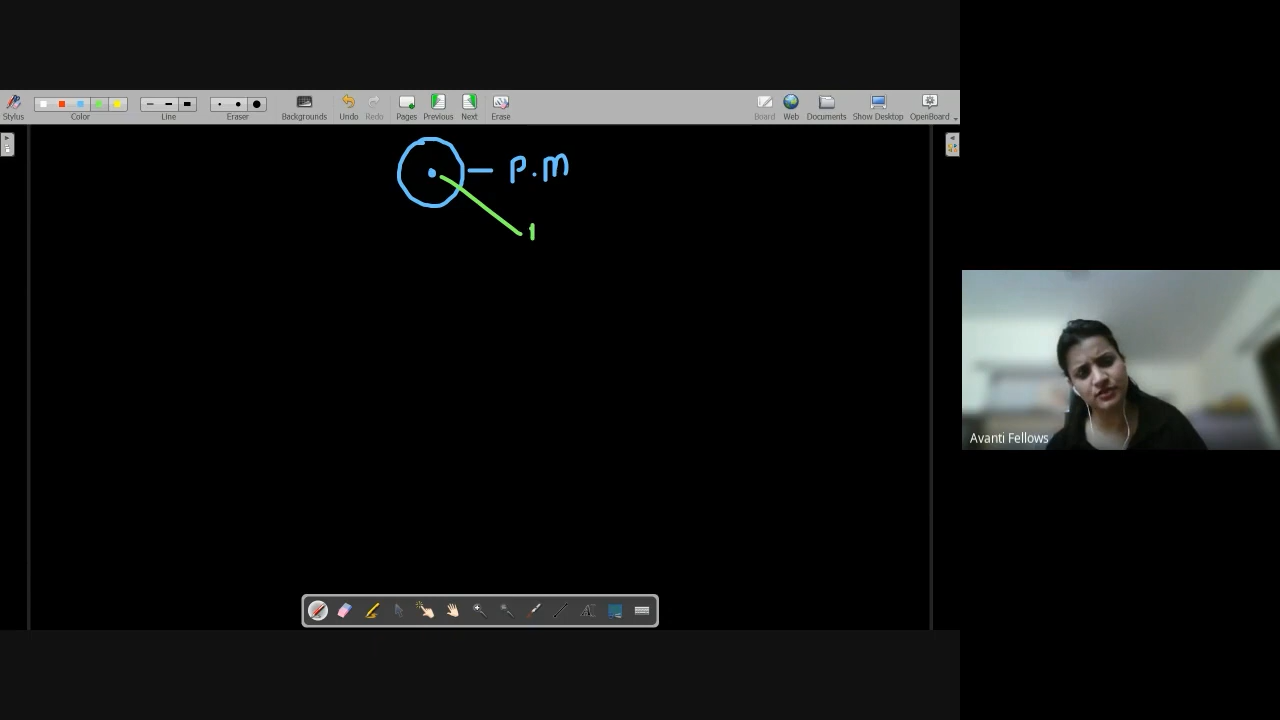 Stylus
Color
Line
Eraser
Backgrounds
Undo
Redo
Pages
Previous
Next
Erase
Board
Web
Documents
Show Desktop
OpenBoard
P.M
1
Avanti Fellows